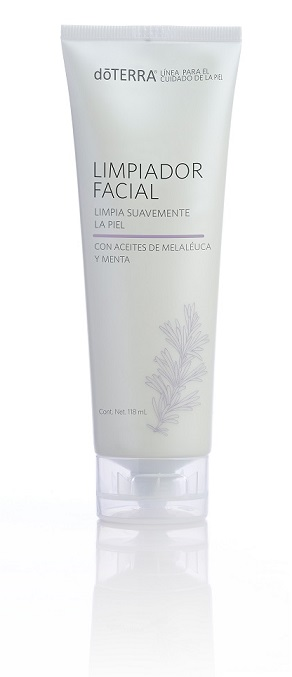 dōTERRA® LÍNEA PARA EL
CUIDADO DE LA PIEL
LIMPIADOR
FACIAL
LIMPIA SUAVEMENTE
LA PIEL
CON ACEITES DE MELALÉUCA
Y MENTA
Cont. Net. 118 mL